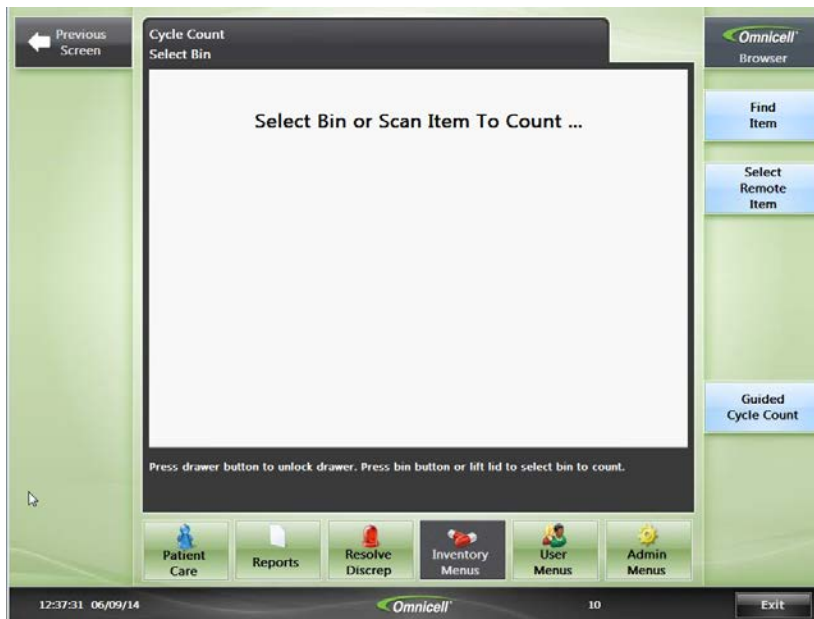 Previous
Screen
Cycle Count
Select Bin
Omnicell
Browser
Select Bin or Scan Item To Count ...
Find
Item
Select
Remote
Item
Guided
Cycle Count
Press drawer button to unlock drawer. Press bin button or lift lid to select bin to count.
Patient
Care
Reports
Resolve
Discrep
Inventory
Menus
User
Menus
Admin
Menus
12:37:31 06/09/14
Omnicell
10
Exit